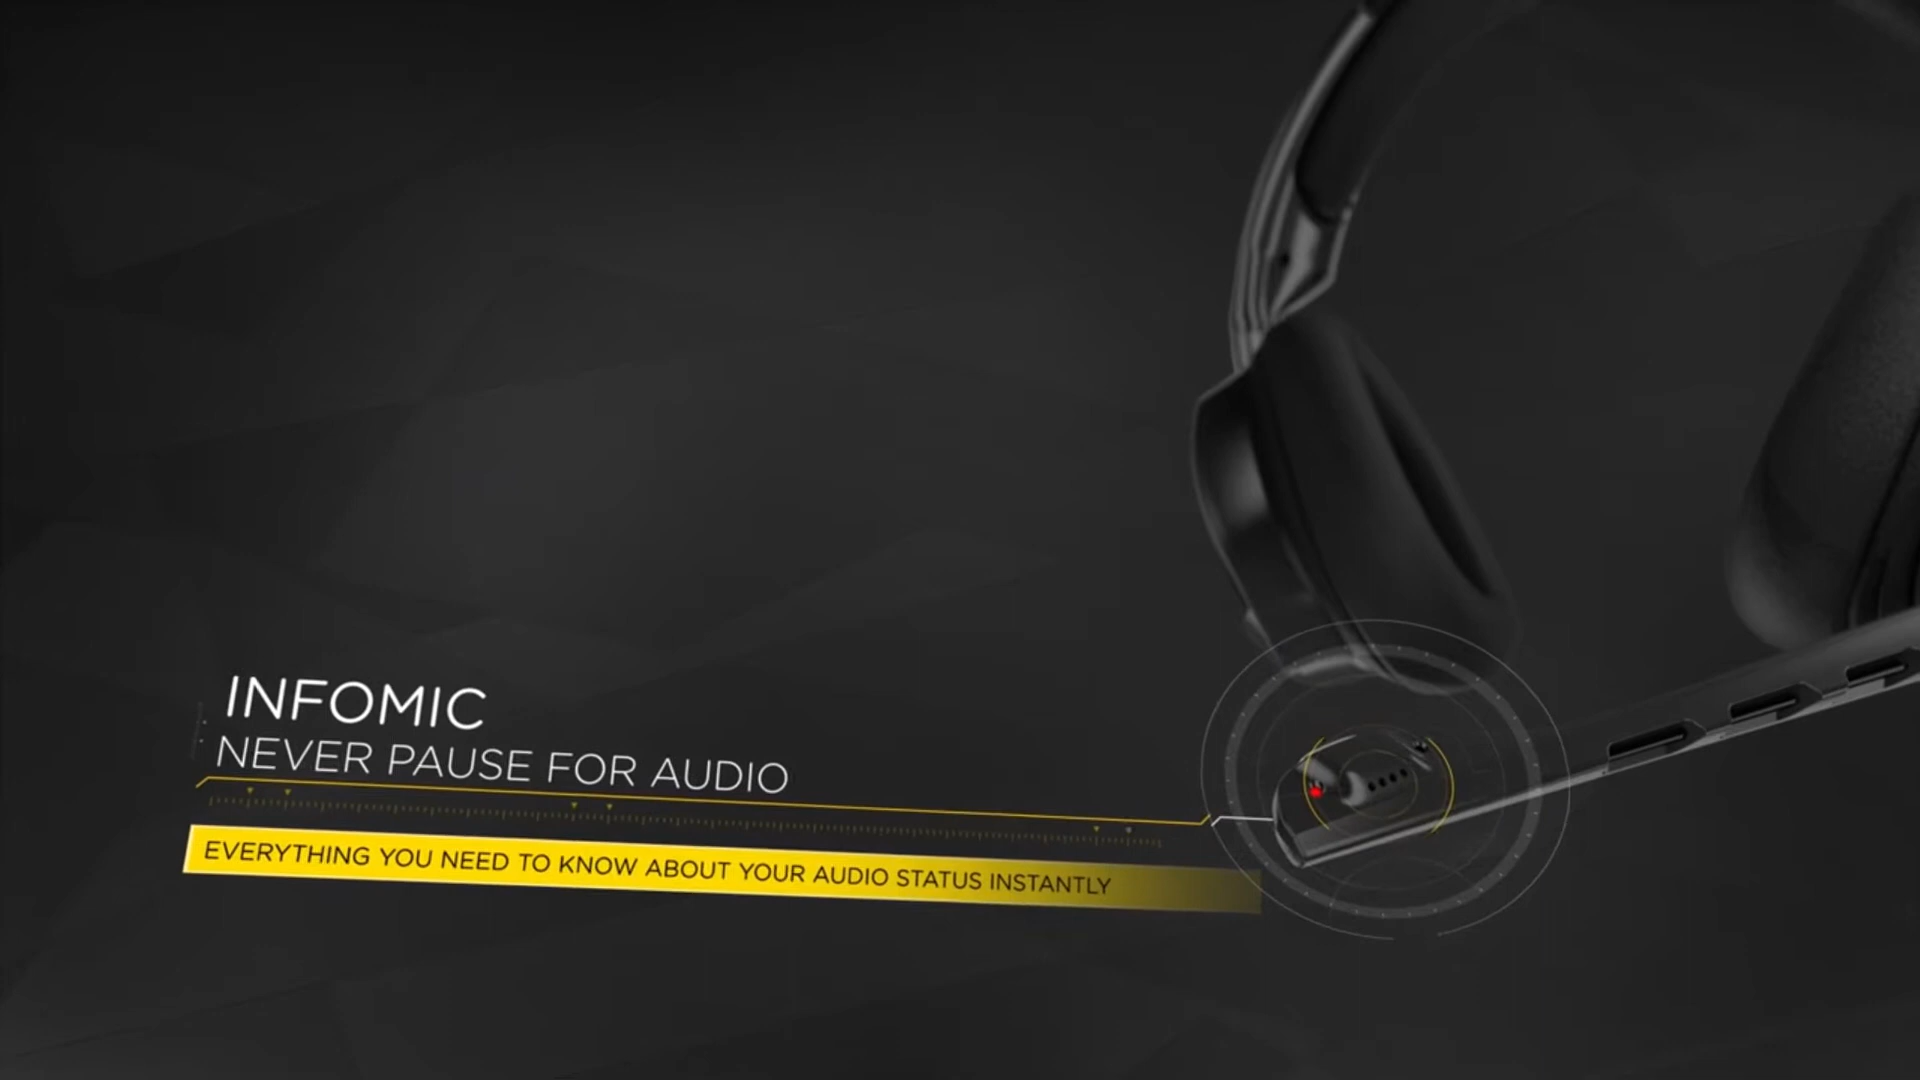 INFOMIC
NEVER PAUSE FOR AUDIO
EVERYTHING YOU NEED TO KNOW ABOUT YOUR AUDIO STATUS INSTANTLY